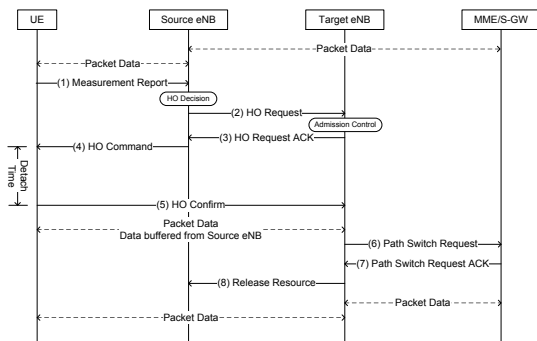 UE
Source eNB
Target eNB
MME/S-GW
Packet Data
Packet Data
(1) Measurement Report
HO Decision
(2) HO Request
Admission Control
(3) HO Request ACK
(4) HO Command
Detach
Time
(5) HO Confirm
Packet Data
Data buffered from Source eNB
(6) Path Switch Request
(7) Path Switch Request ACK
(8) Release Resource
Packet Data
Packet Data